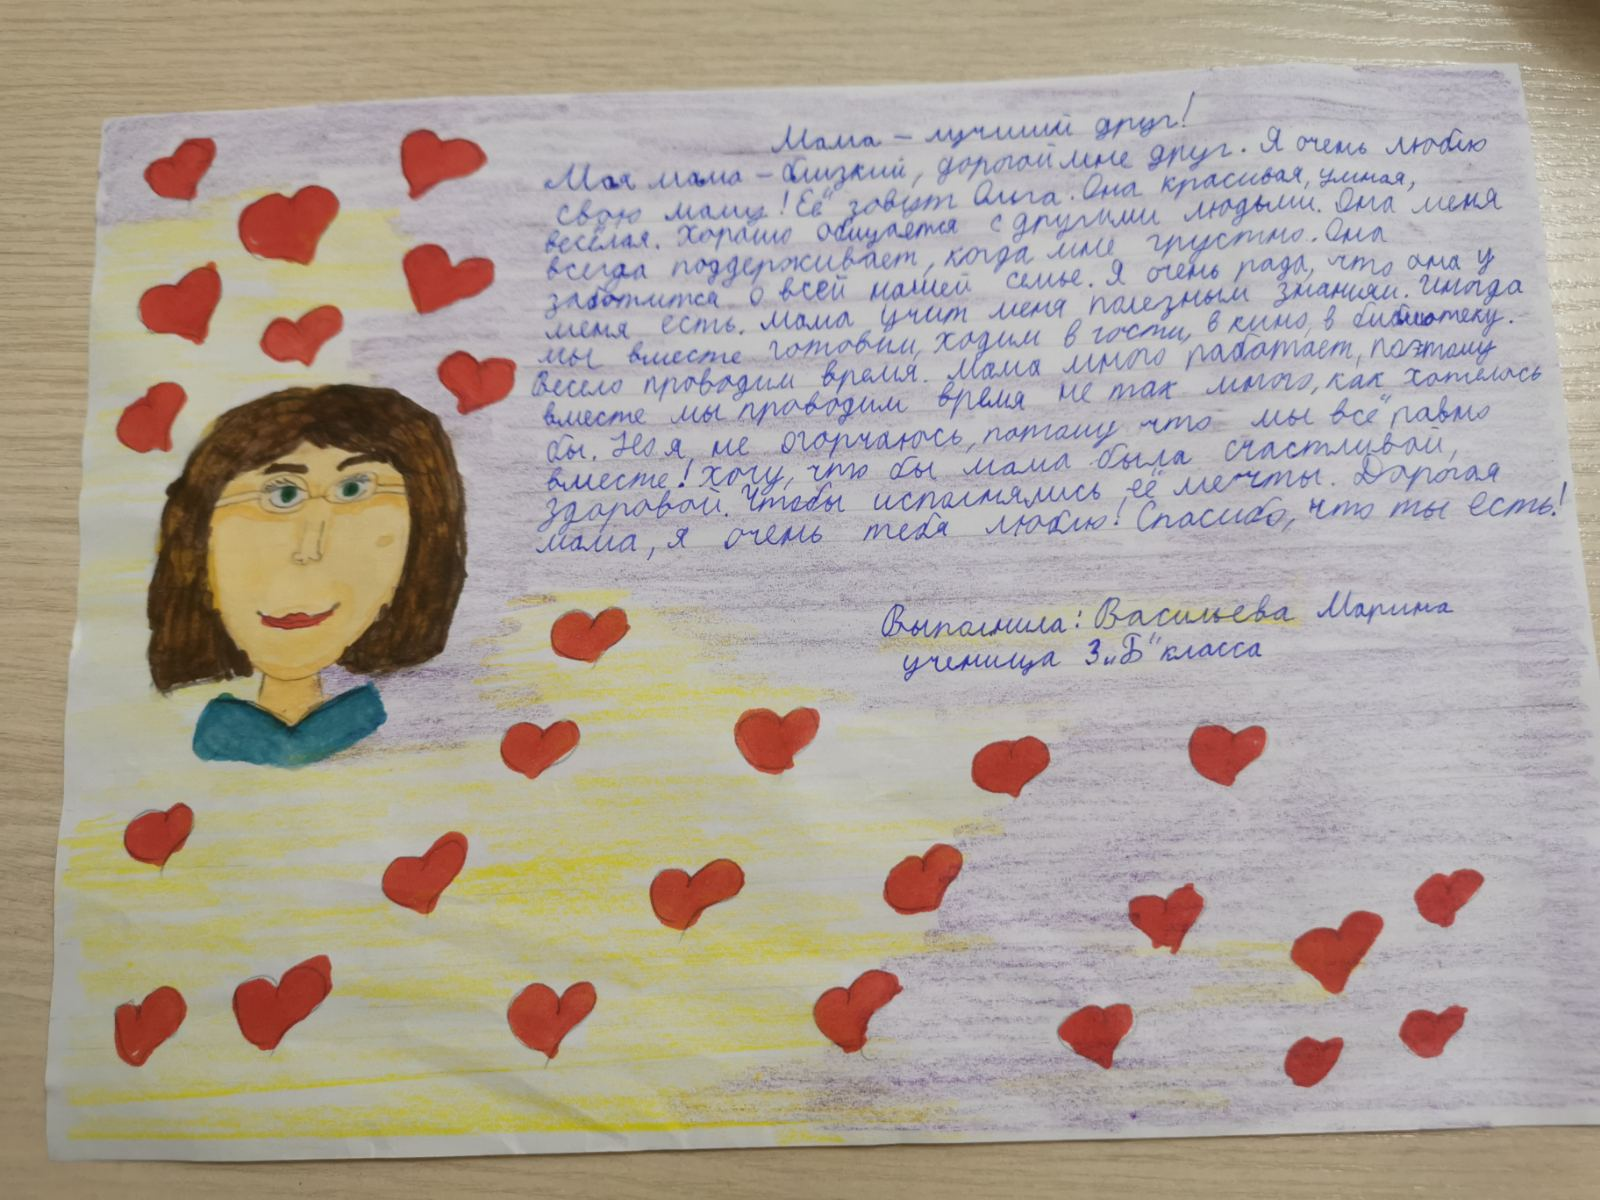 Мама – лучший друг!
Моя мама – близкий, дорогой мне друг. Я очень люблю
свою маму! Её зовут Ольга. Она красивая, умная,
весёлая. Хорошо общается с другими людьми. Она меня
всегда поддерживает, когда мне грустно. Она
заботится о всей нашей семье. Я очень рада, что она у
меня есть. Мама учит меня полезным знаниям. Иногда
мы вместе готовим, ходим в гости, в кино, в библиотеку.
Весело проводим время. Мама много работает, поэтому
вместе мы проводим время не так много, как хотелось
бы. Но я, не огорчаюсь, потому что мы всё равно
вместе! Хочу, что бы мама была счастливой,
здоровой. Чтобы исполнялись её мечты. Дорогая
мама, я очень тебя люблю! Спасибо, что ты есть!
Выполнила: Васильева Марина
ученица 3„Б“ класса